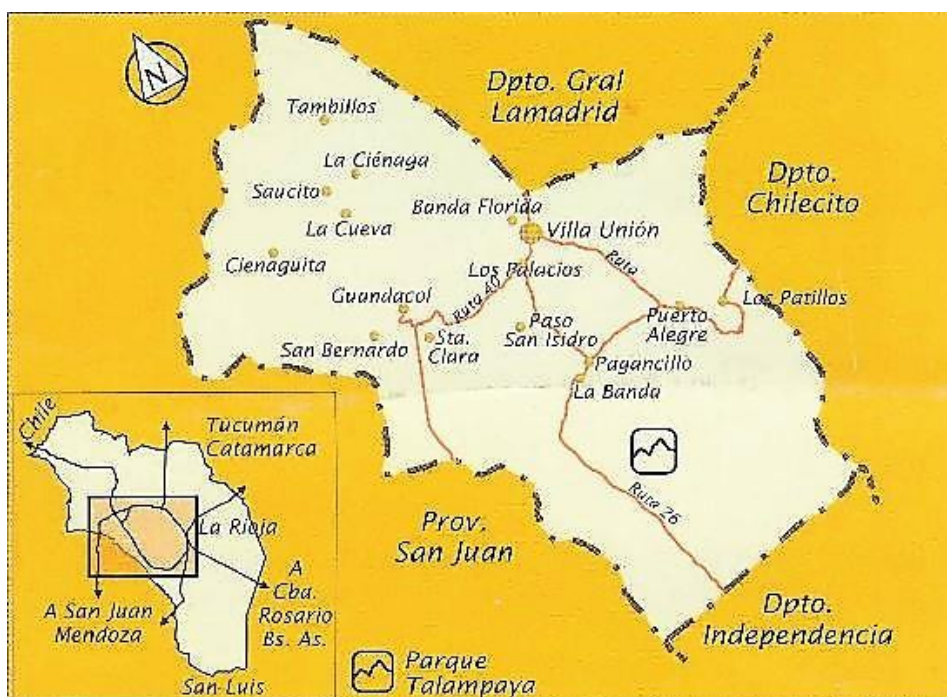 N
Dpto. Gral
Lamadrid
Tambillos
La Ciénaga
Saucito
La Cueva
Cienaguita
Banda Florida
Villa Unión
Dpto.
Chilecito
Los Palacios
Ruta
Guandacol
Ruta 40
Los Patillos
Puerto
Alegre
Paso
San Isidro
Sta.
Clara
San Bernardo
Pagancillo
La Banda
Ruta 26
Prov.
San Juan
Dpto.
Independencia
Chile
Tucumán
Catamarca
La Rioja
A San Juan
Mendoza
A
Cba.
Rosario
Bs. As.
San Luis
Parque
Talampaya